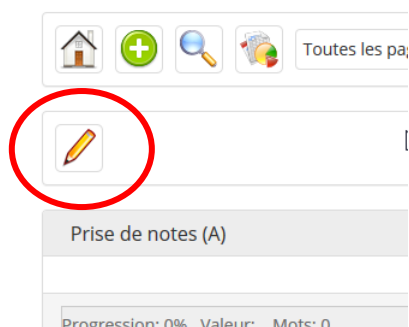 Toutes les pag
Prise de notes (A)
Progression: 0% Valeur: Mots: 0